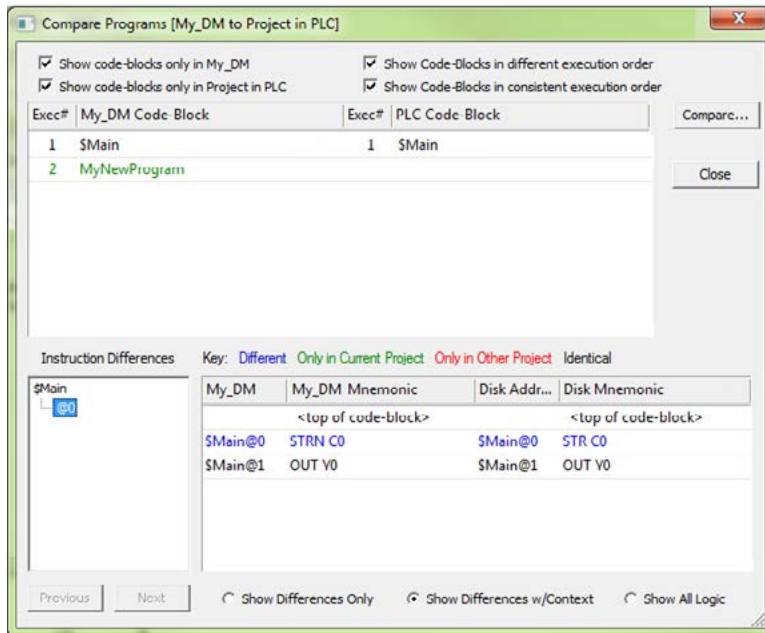 Compare Programs [My_DM to Project in PLC]
Show code-blocks only in My_DM Show Code-Blocks in different execution order
Show code-blocks only in Project in PLC Show Code-Blocks in consistent execution order
Exec# My_DM Code-Block Exec# PLC Code-Block Compare...
1 $Main 1 $Main
2 MyNewProgram
Close
Instruction Differences Key: Different Only in Current Project Only in Other Project Identical
$Main My_DM My_DM Mnemonic Disk Addr... Disk Mnemonic
@0 <top of code-block> <top of code-block>
$Main@0 STRN C0 $Main@0 STR C0
$Main@1 OUT Y0 $Main@1 OUT Y0
Previous Next Show Differences Only Show Differences w/Context Show All Logic